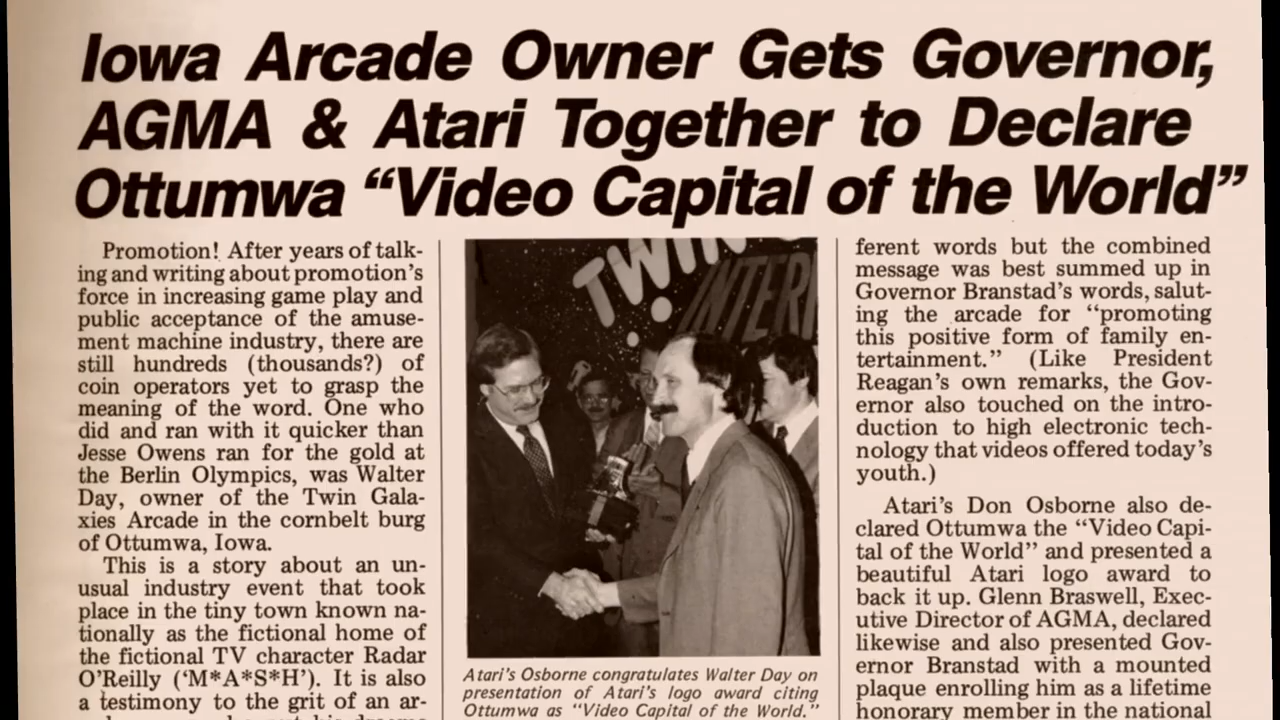 Iowa Arcade Owner Gets Governor,
AGMA & Atari Together to Declare
Ottumwa “Video Capital of the World”
Promotion! After years of talk-
ing and writing about promotion’s
force in increasing game play and
public acceptance of the amuse-
ment machine industry, there are
still hundreds (thousands?) of
coin operators yet to grasp the
meaning of the word. One who
did and ran with it quicker than
Jesse Owens ran for the gold at
the Berlin Olympics, was Walter
Day, owner of the Twin Gala-
xies Arcade in the cornbelt burg
of Ottumwa, Iowa.
This is a story about an un-
usual industry event that took
place in the tiny town known na-
tionally as the fictional home of
the fictional TV character Radar
O’Reilly (‘M*A*S*H’). It is also
a testimony to the grit of an ar-
TWIN
INTERN
Atari’s Osborne congratulates Walter Day on
presentation of Atari’s logo award citing
Ottumwa as “Video Capital of the World.”
ferent words but the combined
message was best summed up in
Governor Branstad’s words, salut-
ing the arcade for “promoting
this positive form of family en-
tertainment.” (Like President
Reagan’s own remarks, the Gov-
ernor also touched on the intro-
duction to high electronic tech-
nology that videos offered today’s
youth.)
Atari’s Don Osborne also de-
clared Ottumwa the “Video Capi-
tal of the World” and presented a
beautiful Atari logo award to
back it up. Glenn Braswell, Exec-
utive Director of AGMA, declared
likewise and also presented Gov-
ernor Branstad with a mounted
plaque enrolling him as a lifetime
honorary member in the national